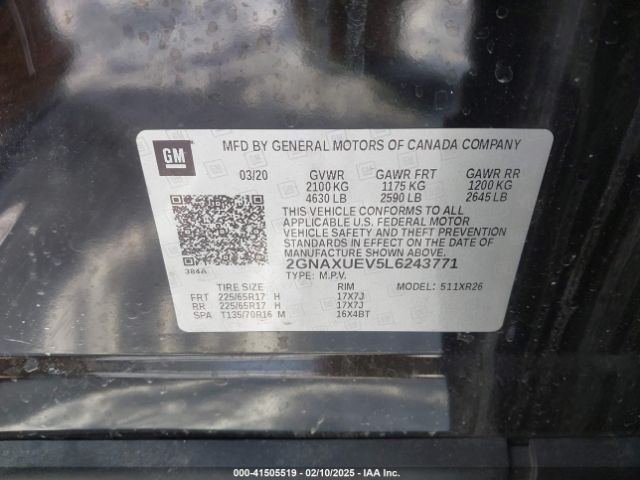 GM
MFD BY GENERAL MOTORS OF CANADA COMPANY
03/20 GVWR GAWR FRT GAWR RR
2100 KG 1175 KG 1200 KG
4630 LB 2590 LB 2645 LB
THIS VEHICLE CONFORMS TO ALL
APPLICABLE U.S. FEDERAL MOTOR
VEHICLE SAFETY AND THEFT PREVENTION
STANDARDS IN EFFECT ON THE DATE OF
MANUFACTURE SHOWN ABOVE.
384A 2GNAXUEV5L6243771
TYPE: M.P.V. MODEL: 511XR26
TIRE SIZE RIM
FRT 225/65R17 H 17X7J
RR 225/65R17 H 17X7J
SPA T135/70R16 M 16X4BT
000-41505519 - 02/10/2025 - IAA Inc.